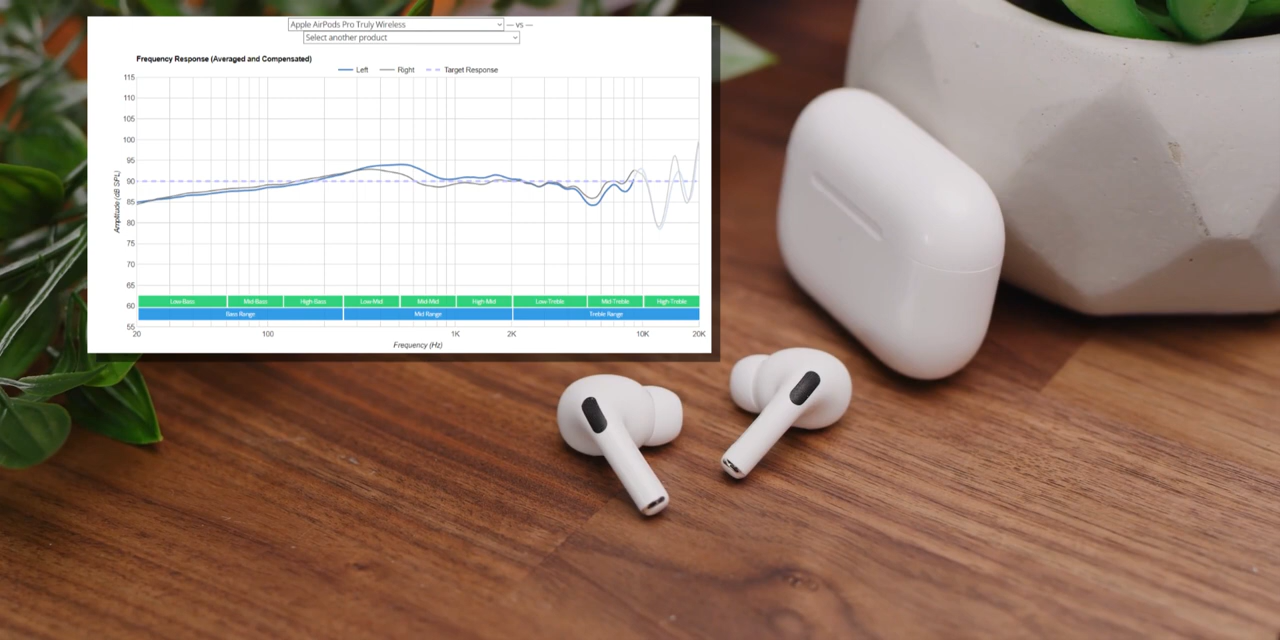 Apple AirPods Pro Truly Wireless — vs —
Select another product
Frequency Response (Averaged and Compensated)
Left Right Target Response
115
110
105
100
95
90
85
80
75
70
65
60
55
Amplitude (dB SPL)
Low-Bass Mid-Bass High-Bass Low-Mid Mid-Mid High-Mid Low-Treble Mid-Treble High-Treble
Bass Range Mid Range Treble Range
20 100 1K 2K 10K 20K
Frequency (Hz)